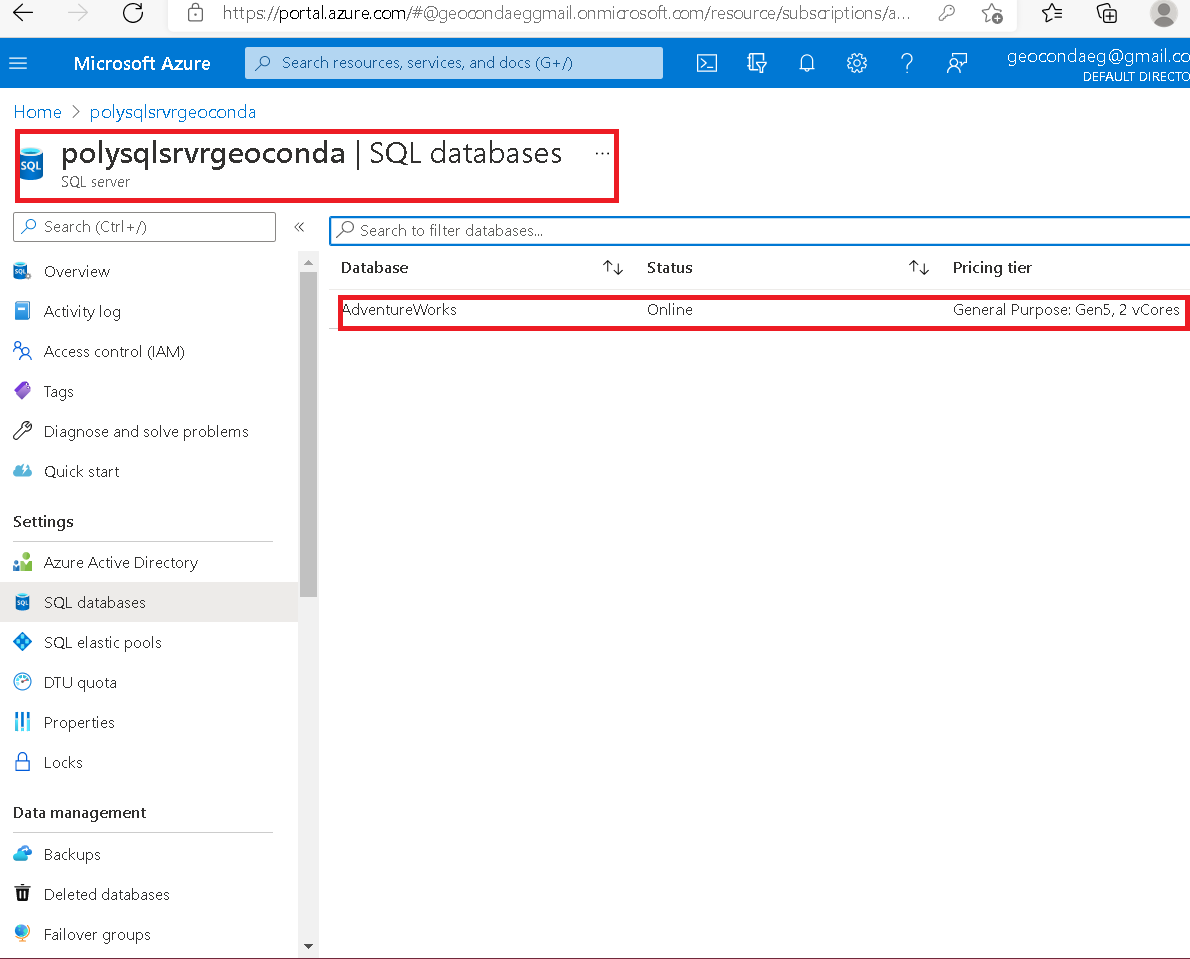 https://portal.azure.com/#@geocondaeggmail.onmicrosoft.com/resource/subscriptions/a...
Microsoft Azure
Search resources, services, and docs (G+/)
geocondaeg@gmail.co
DEFAULT DIRECTO
Home > polysqlsrvrgeoconda
SQL
polysqlsrvrgeoconda | SQL databases ...
SQL server
Search (Ctrl+/) «
Search to filter databases...
Database Status Pricing tier
AdventureWorks Online General Purpose: Gen5, 2 vCores
Overview
Activity log
Access control (IAM)
Tags
Diagnose and solve problems
Quick start
Settings
Azure Active Directory
SQL databases
SQL elastic pools
DTU quota
Properties
Locks
Data management
Backups
Deleted databases
Failover groups